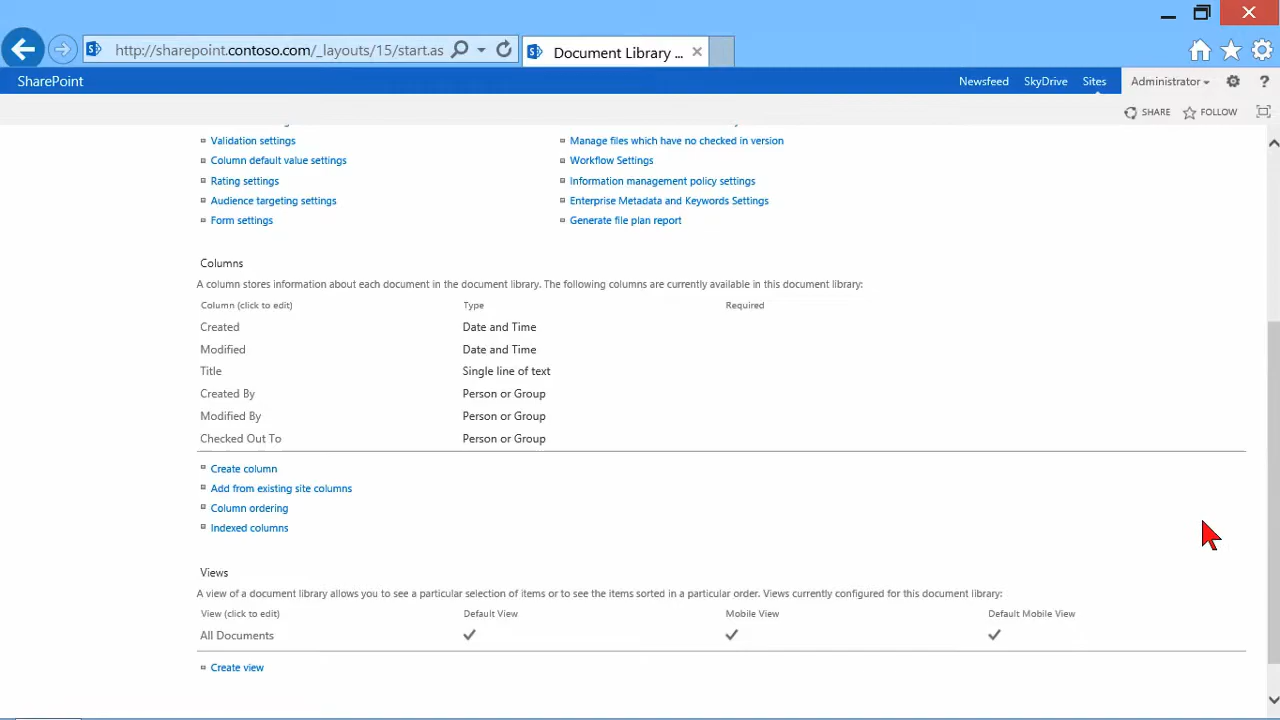 http://sharepoint.contoso.com/_layouts/15/start.as
Document Library ...
SharePoint
Newsfeed SkyDrive Sites Administrator ?
SHARE FOLLOW
Validation settings
Manage files which have no checked in version
Column default value settings
Workflow Settings
Rating settings
Information management policy settings
Audience targeting settings
Enterprise Metadata and Keywords Settings
Form settings
Generate file plan report
Columns
A column stores information about each document in the document library. The following columns are currently available in this document library:
Column (click to edit) Type Required
Created Date and Time
Modified Date and Time
Title Single line of text
Created By Person or Group
Modified By Person or Group
Checked Out To Person or Group
Create column
Add from existing site columns
Column ordering
Indexed columns
Views
A view of a document library allows you to see a particular selection of items or to see the items sorted in a particular order. Views currently configured for this document library:
View (click to edit) Default View Mobile View Default Mobile View
All Documents
Create view